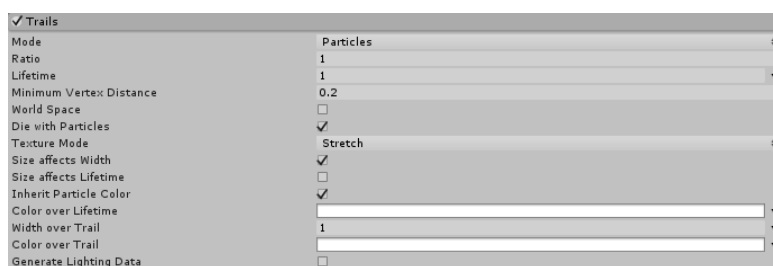 Trails
Mode Particles
Ratio 1
Lifetime 1
Minimum Vertex Distance 0.2
World Space
Die with Particles
Texture Mode Stretch
Size affects Width
Size affects Lifetime
Inherit Particle Color
Color over Lifetime
Width over Trail 1
Color over Trail
Generate Lighting Data